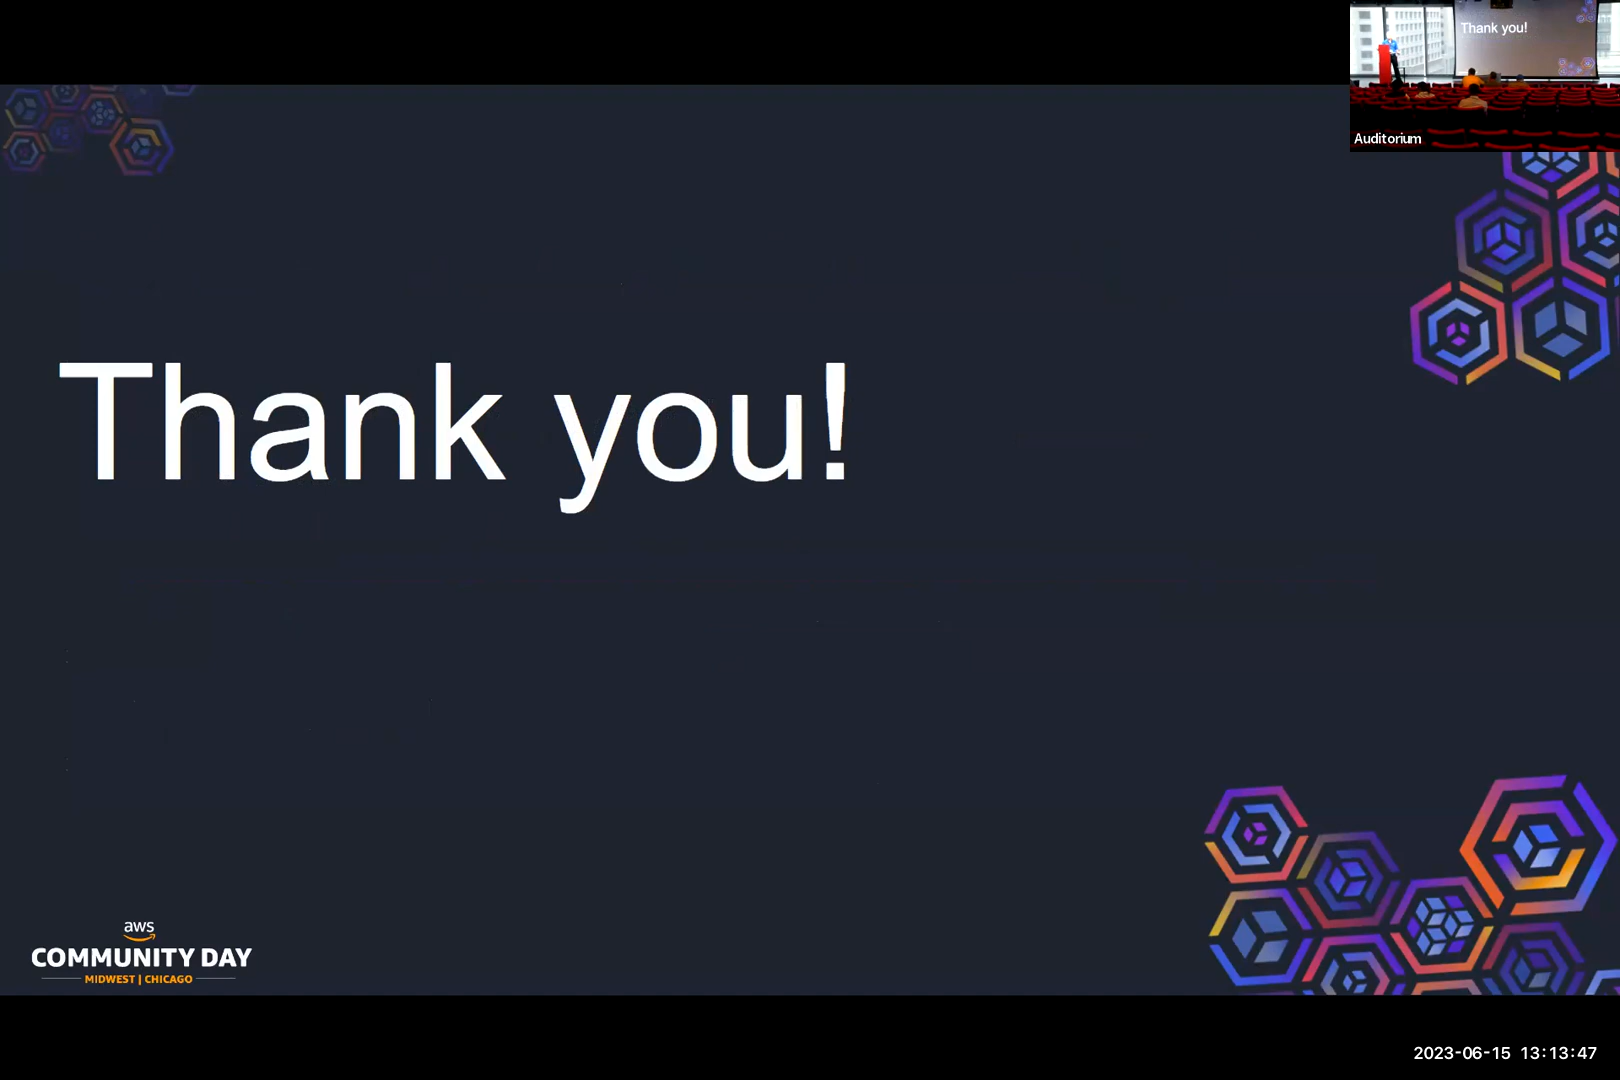 Thank you!
Auditorium
Thank you!
aws
COMMUNITY DAY
MIDWEST | CHICAGO
2023-06-15 13:13:47